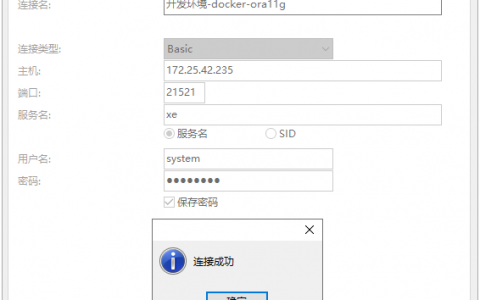 连接名: 开发环境-docker-ora11g
连接类型: Basic
主机: 172.25.42.235
端口: 21521
服务名: xe
服务名 SID
用户名: system
密码: ●●●●●●●●
保存密码
连接成功
确定